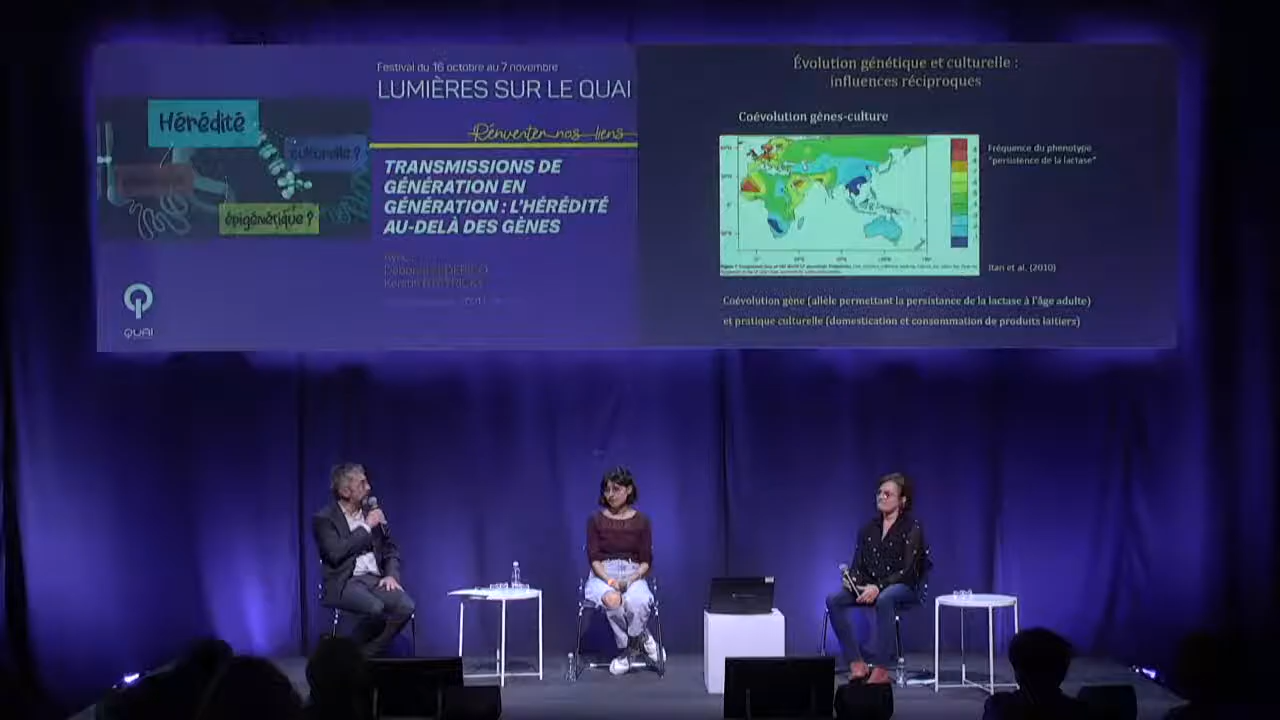 Hérédité
culturelle ?
épigénétique ?
QUAI
Festival du 16 octobre au 7 novembre
LUMIÈRES SUR LE QUAI
Réinventer nos liens
TRANSMISSIONS DE
GÉNÉRATION EN
GÉNÉRATION : L'HÉRÉDITÉ
AU-DELÀ DES GÈNES
Évolution génétique et culturelle :
influences réciproques
Coévolution gènes-culture
Fréquence du phenotype
"persistence de la lactase"
Itan et al. (2010)
Coévolution gène (allèle permettant la persistance de la lactase à l'âge adulte)
et pratique culturelle (domestication et consommation de produits laitiers)